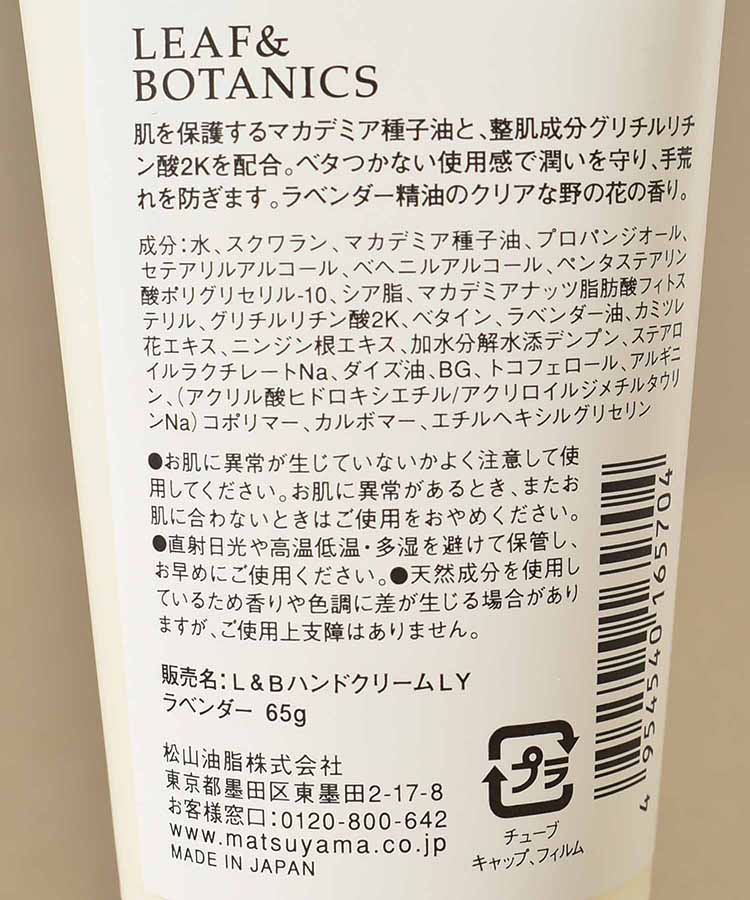 LEAF&
BOTANICS
肌を保護するマカデミア種子油と、整肌成分グリチルリチ
ン酸2Kを配合。ベタつかない使用感で潤いを守り、手荒
れを防ぎます。ラベンダー精油のクリアな野の花の香り。
成分：水、スクワラン、マカデミア種子油、プロパンジオール、
セテアリルアルコール、ベヘニルアルコール、ペンタステアリン
酸ポリグリセリル-10、シア脂、マカデミアナッツ脂肪酸フィトス
テリル、グリチルリチン酸2K、ベタイン、ラベンダー油、カミツレ
花エキス、ニンジン根エキス、加水分解水添デンプン、ステアロ
イルラクチレートNa、ダイズ油、BG、トコフェロール、アルギニ
ン、（アクリル酸ヒドロキシエチル/アクリロイルジメチルタウリ
ンNa）コポリマー、カルボマー、エチルヘキシルグリセリン
●お肌に異常が生じていないかよく注意して使
用してください。お肌に異常があるとき、またお
肌に合わないときはご使用をおやめください。
●直射日光や高温低温・多湿を避けて保管し、
お早めにご使用ください。●天然成分を使用し
ているため香りや色調に差が生じる場合があり
ますが、ご使用上支障はありません。
販売名：L＆BハンドクリームLY
ラベンダー 65g
松山油脂株式会社
東京都墨田区東墨田2-17-8
お客様窓口：0120-800-642
www.matsuyama.co.jp
MADE IN JAPAN
プラ
チューブ
キャップ、フィルム
4 954540 165704